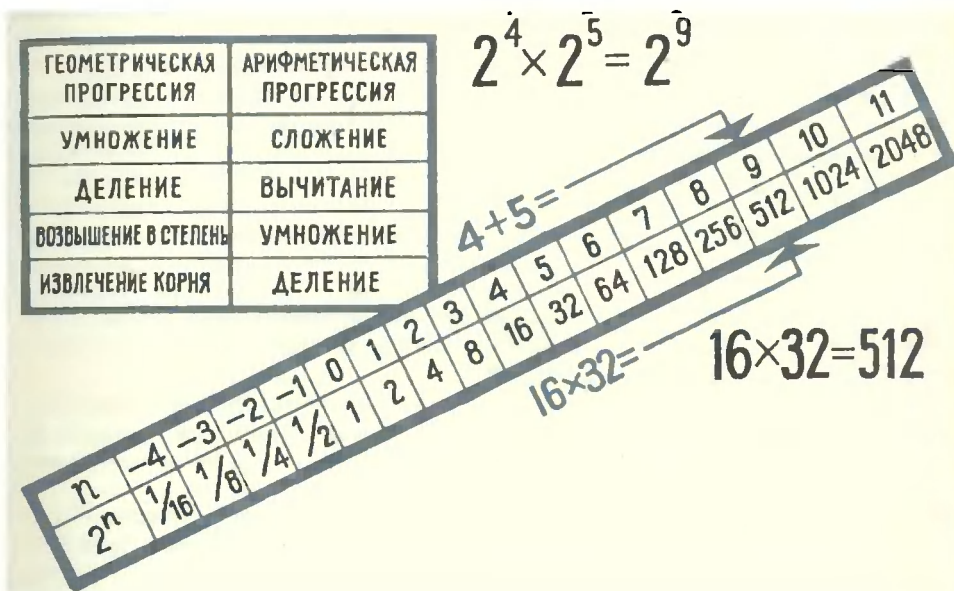 ГЕОМЕТРИЧЕСКАЯ ПРОГРЕССИЯ АРИФМЕТИЧЕСКАЯ ПРОГРЕССИЯ
УМНОЖЕНИЕ СЛОЖЕНИЕ
ДЕЛЕНИЕ ВЫЧИТАНИЕ
ВОЗВЫШЕНИЕ В СТЕПЕНЬ УМНОЖЕНИЕ
ИЗВЛЕЧЕНИЕ КОРНЯ ДЕЛЕНИЕ
2⁴×2⁵=2⁹
4+5=
n −4 −3 −2 −1 0 1 2 3 4 5 6 7 8 9 10 11
2ⁿ 1/16 1/8 1/4 1/2 1 2 4 8 16 32 64 128 256 512 1024 2048
16×32=
16×32=512